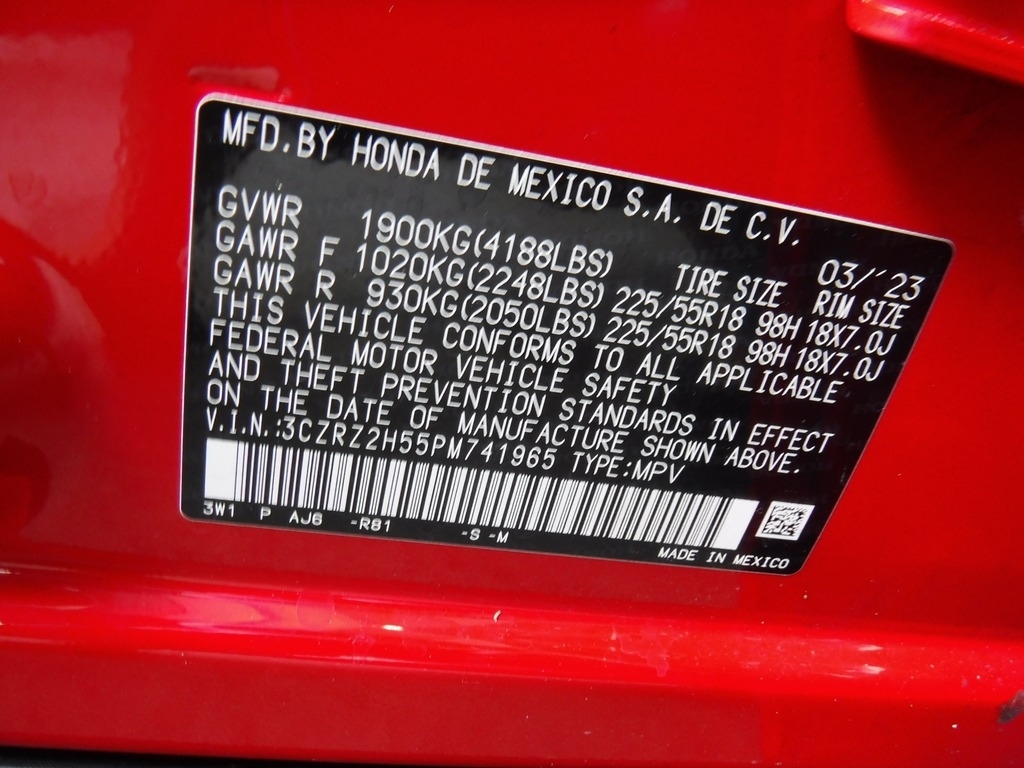 MFD. BY HONDA DE MEXICO S.A. DE C.V.
03/'23
GVWR 1900KG(4188LBS) TIRE SIZE RIM SIZE
GAWR F 1020KG(2248LBS) 225/55R18 98H 18X7.0J
GAWR R 930KG(2050LBS) 225/55R18 98H 18X7.0J
THIS VEHICLE CONFORMS TO ALL APPLICABLE
FEDERAL MOTOR VEHICLE SAFETY
AND THEFT PREVENTION STANDARDS IN EFFECT
ON THE DATE OF MANUFACTURE SHOWN ABOVE.
V.I.N.:3CZRZ2H55PM741965 TYPE:MPV
3W1 P AJ6 -R81 -S -M
MADE IN MEXICO